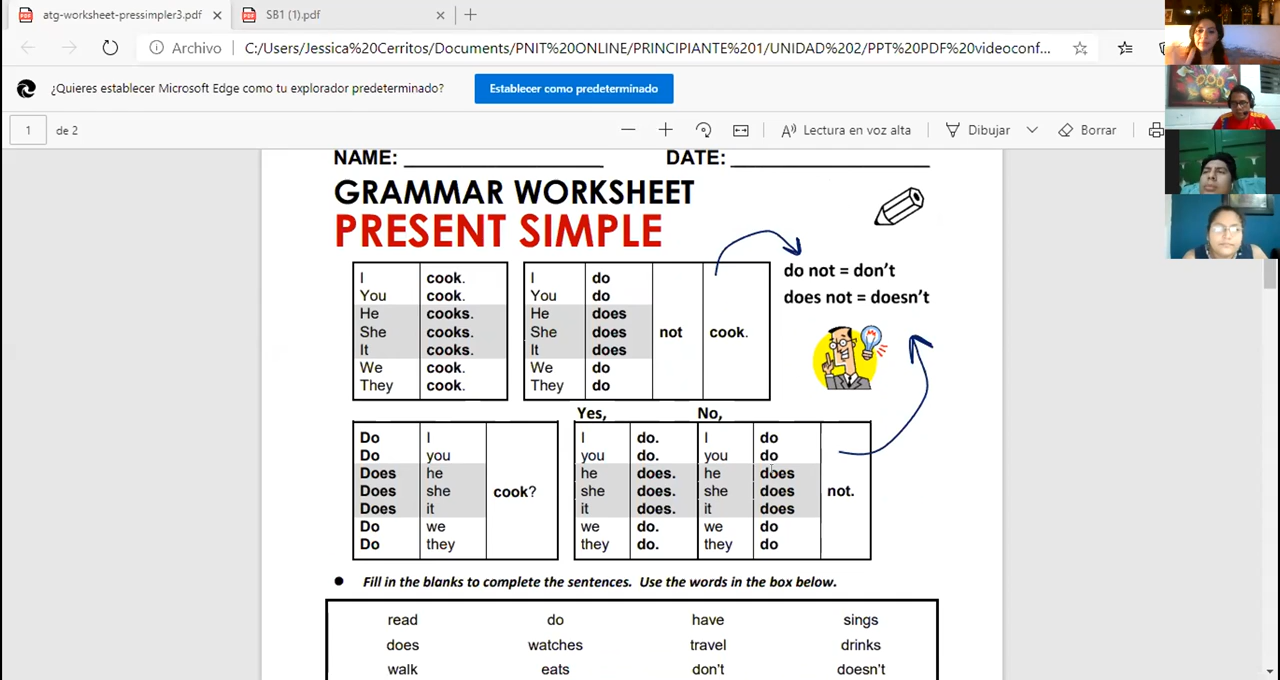 atg-worksheet-pressimpler3.pdf
SB1 (1).pdf
Archivo
C:/Users/Jessica%20Cerritos/Documents/PNIT%20ONLINE/PRINCIPIANTE%201/UNIDAD%202/PPT%20PDF%20videoconf...
¿Quieres establecer Microsoft Edge como tu explorador predeterminado?
Establecer como predeterminado
1 de 2
Lectura en voz alta
Dibujar
Borrar
NAME: ____________________ DATE: ____________________
GRAMMAR WORKSHEET
PRESENT SIMPLE
I cook.
You cook.
He cooks.
She cooks.
It cooks.
We cook.
They cook.
I do
You do
He does
She does not cook.
It does
We do
They do
do not = don't
does not = doesn't
Do I
Do you
Does he
Does she cook?
Does it
Do we
Do they
Yes, No,
I do. I do
you do. you do
he does. he does
she does. she does not.
it does. it does
we do. we do
they do. they do
● Fill in the blanks to complete the sentences. Use the words in the box below.
read do have sings
does watches travel drinks
walk eats don't doesn't